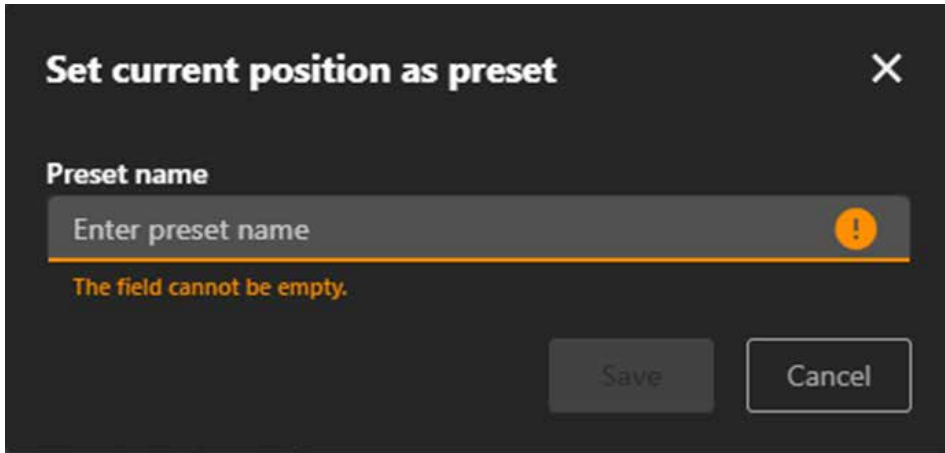 Set current position as preset
Preset name
Enter preset name
!
The field cannot be empty.
Save
Cancel